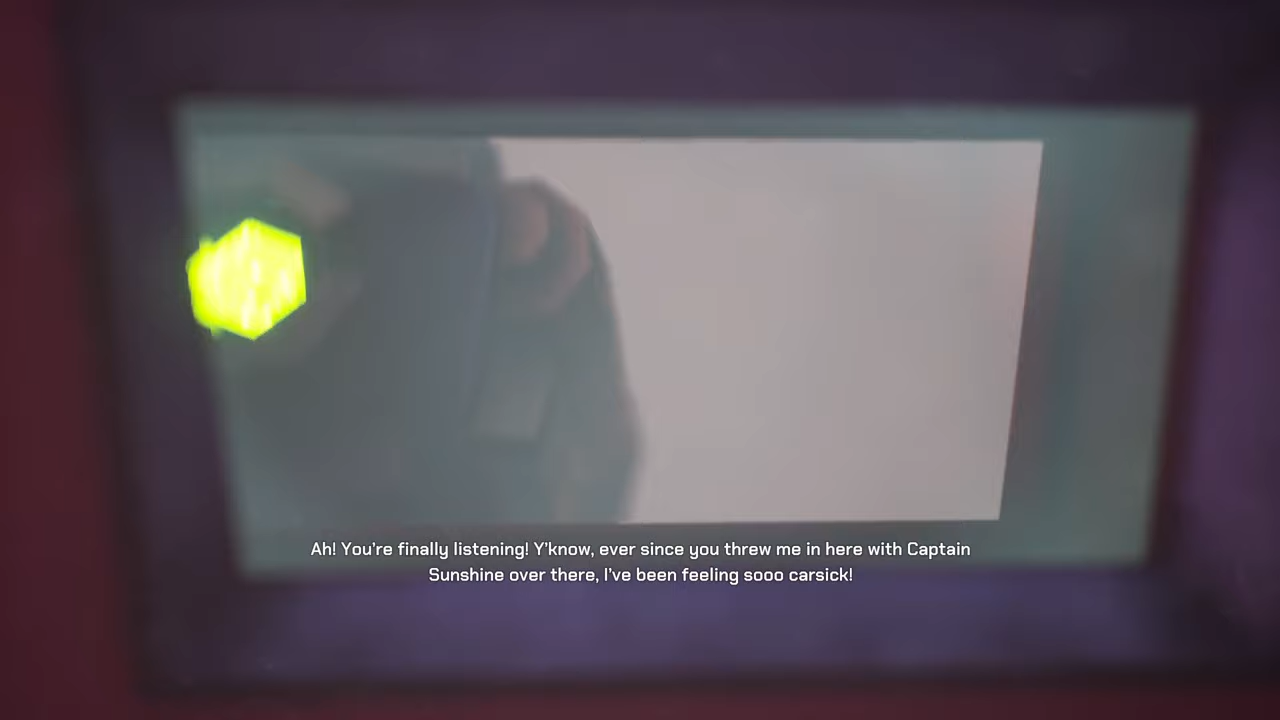 Ah! You're finally listening! Y'know, ever since you threw me in here with Captain
Sunshine over there, I've been feeling sooo carsick!